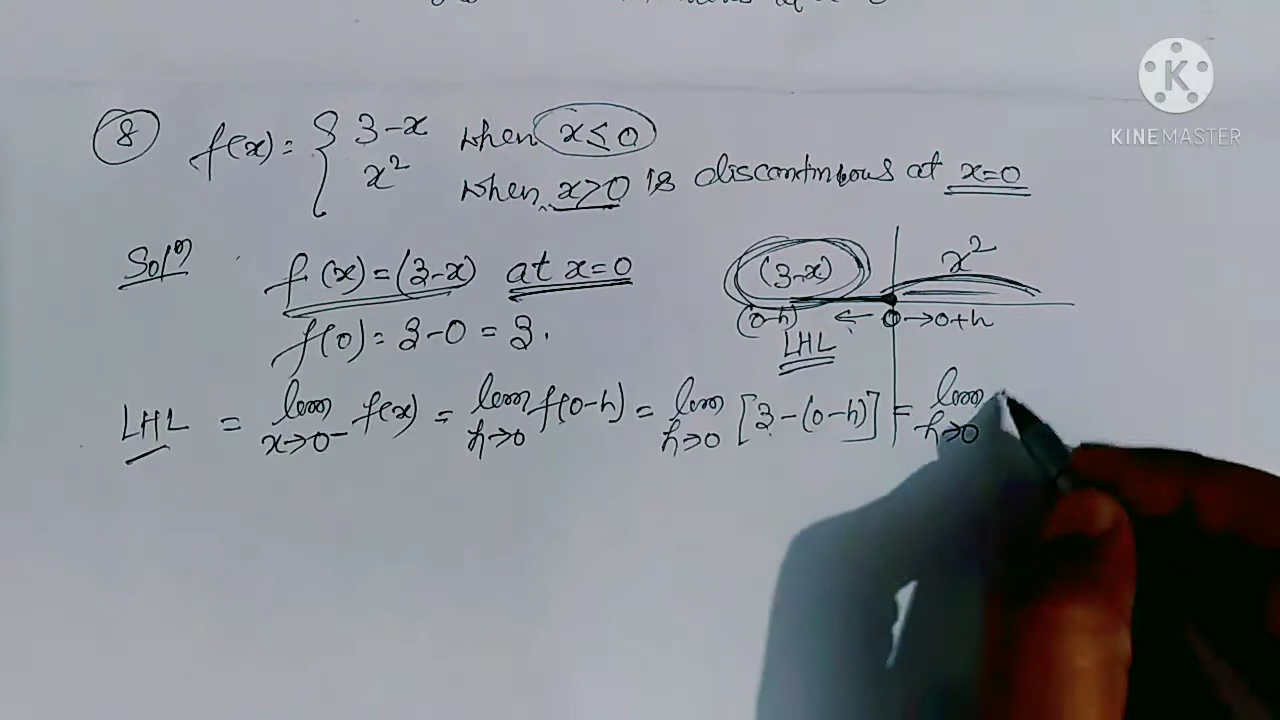 K
KINEMASTER
8 f(x) = { 3-x when x ≤ 0
x² when x>0 is discontinuous at x=0
Solⁿ f(x) = (3-x) at x=0
(3-x) x²
f(0) = 3-0 = 3.
(0-h) ← 0 → 0+h
LHL
LHL = lim x→0⁻ f(x) = lim h→0 f(0-h) = lim h→0 [3-(0-h)] = lim h→0